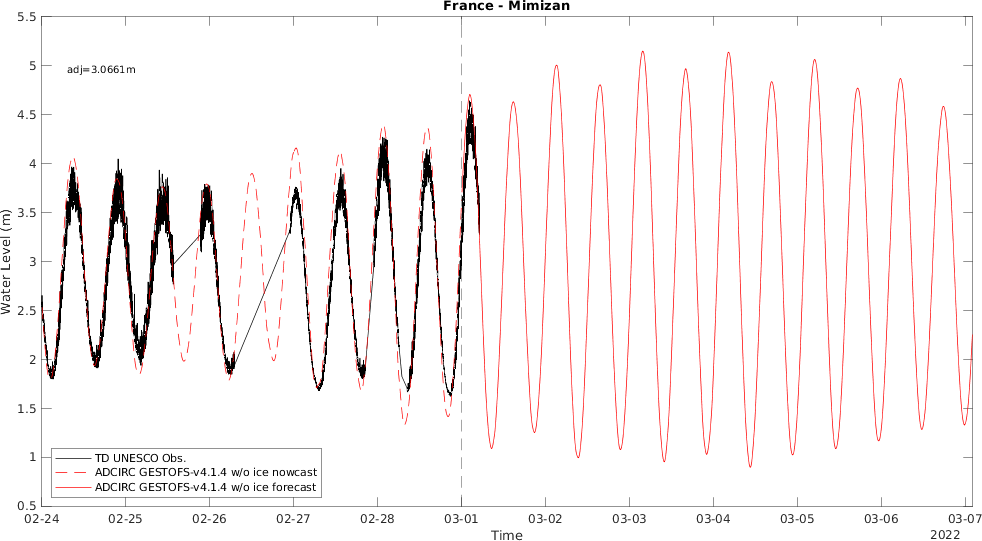 France - Mimizan
5.5
5
4.5
4
3.5
3
2.5
2
1.5
1
0.5
Water Level (m)
adj=3.0661m
TD UNESCO Obs.
ADCIRC GESTOFS-v4.1.4 w/o ice nowcast
ADCIRC GESTOFS-v4.1.4 w/o ice forecast
02-24 02-25 02-26 02-27 02-28 03-01 03-02 03-03 03-04 03-05 03-06 03-07
Time
2022